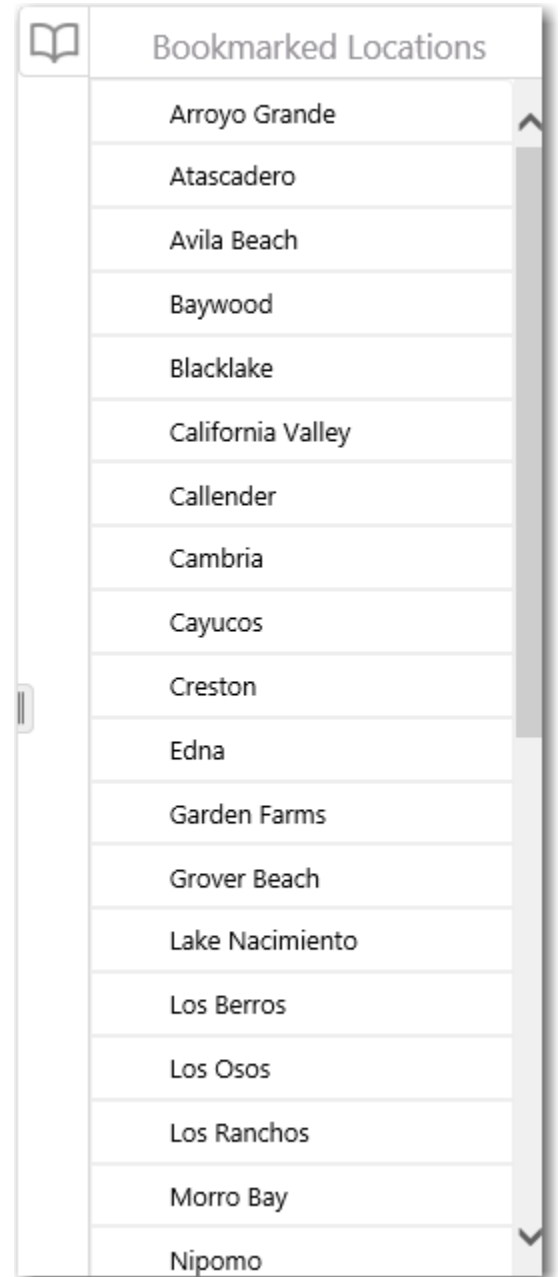 Bookmarked Locations
Arroyo Grande
Atascadero
Avila Beach
Baywood
Blacklake
California Valley
Callender
Cambria
Cayucos
Creston
Edna
Garden Farms
Grover Beach
Lake Nacimiento
Los Berros
Los Osos
Los Ranchos
Morro Bay
Nipomo